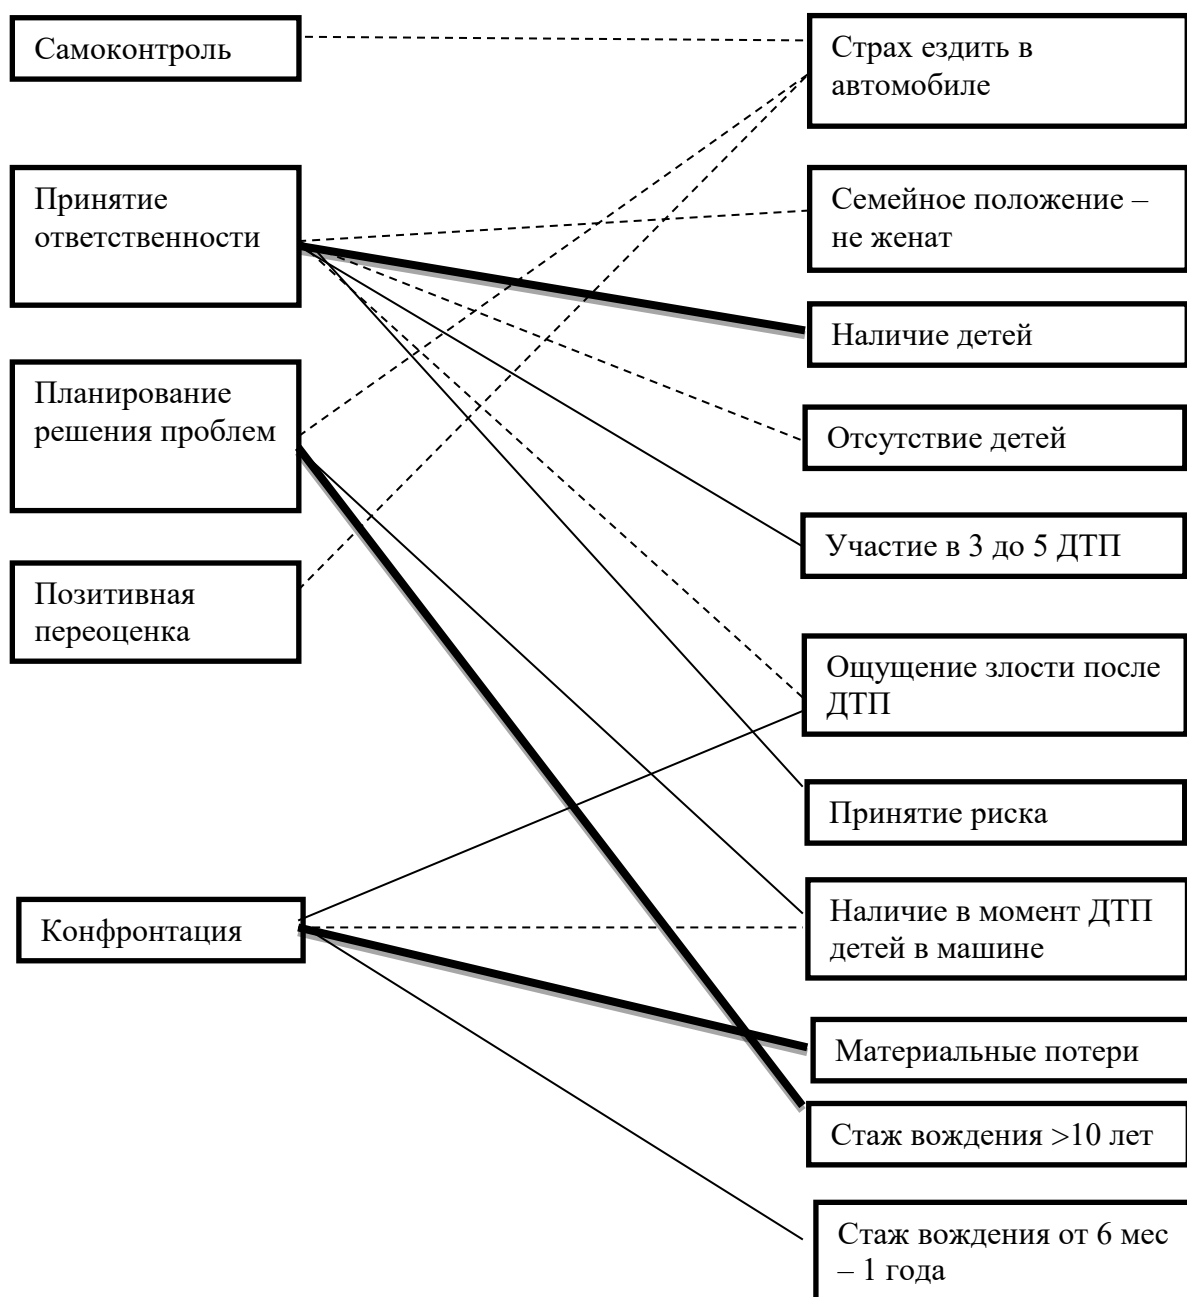 Самоконтроль
Страх ездить в
автомобиле
Принятие
ответственности
Семейное положение –
не женат
Наличие детей
Планирование
решения проблем
Отсутствие детей
Участие в 3 до 5 ДТП
Позитивная
переоценка
Ощущение злости после
ДТП
Принятие риска
Конфронтация
Наличие в момент ДТП
детей в машине
Материальные потери
Стаж вождения >10 лет
Стаж вождения от 6 мес
– 1 года